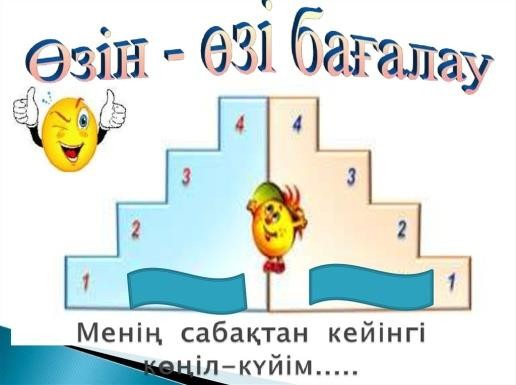 Өзін - өзі бағалау
4 4
3 3
2 2
1 1
Менің сабақтан кейінгі
көңіл-күйім.....